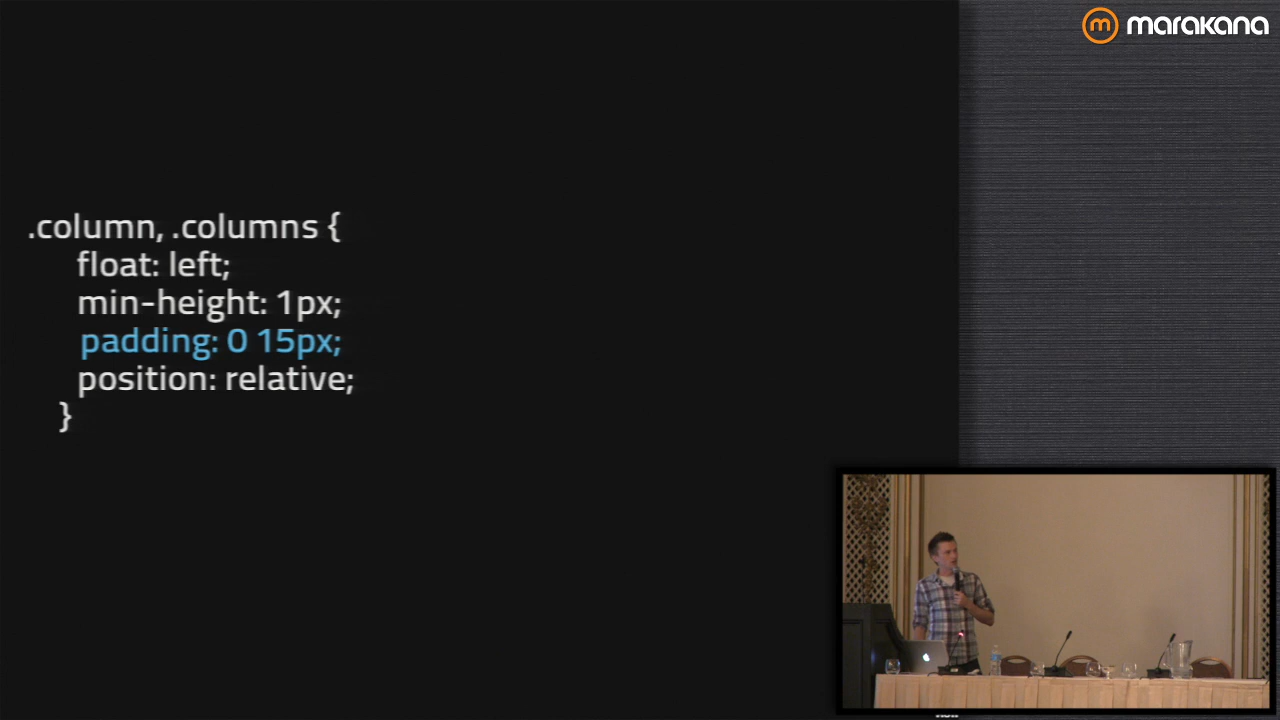 marakana
.column, .columns {
float: left;
min-height: 1px;
padding: 0 15px;
position: relative;
}